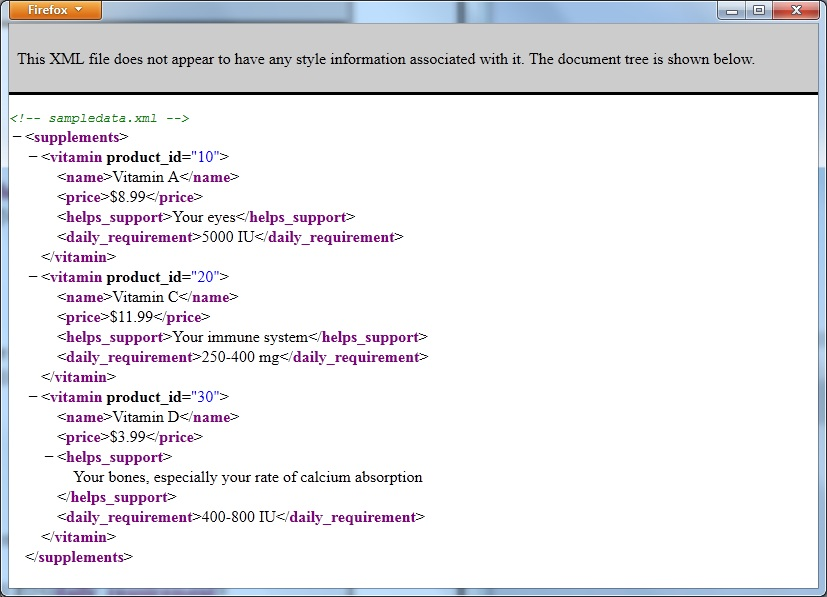 Firefox
This XML file does not appear to have any style information associated with it. The document tree is shown below.
<!-- sampledata.xml -->
−<supplements>
−<vitamin product_id="10">
<name>Vitamin A</name>
<price>$8.99</price>
<helps_support>Your eyes</helps_support>
<daily_requirement>5000 IU</daily_requirement>
</vitamin>
−<vitamin product_id="20">
<name>Vitamin C</name>
<price>$11.99</price>
<helps_support>Your immune system</helps_support>
<daily_requirement>250-400 mg</daily_requirement>
</vitamin>
−<vitamin product_id="30">
<name>Vitamin D</name>
<price>$3.99</price>
−<helps_support>
Your bones, especially your rate of calcium absorption
</helps_support>
<daily_requirement>400-800 IU</daily_requirement>
</vitamin>
</supplements>